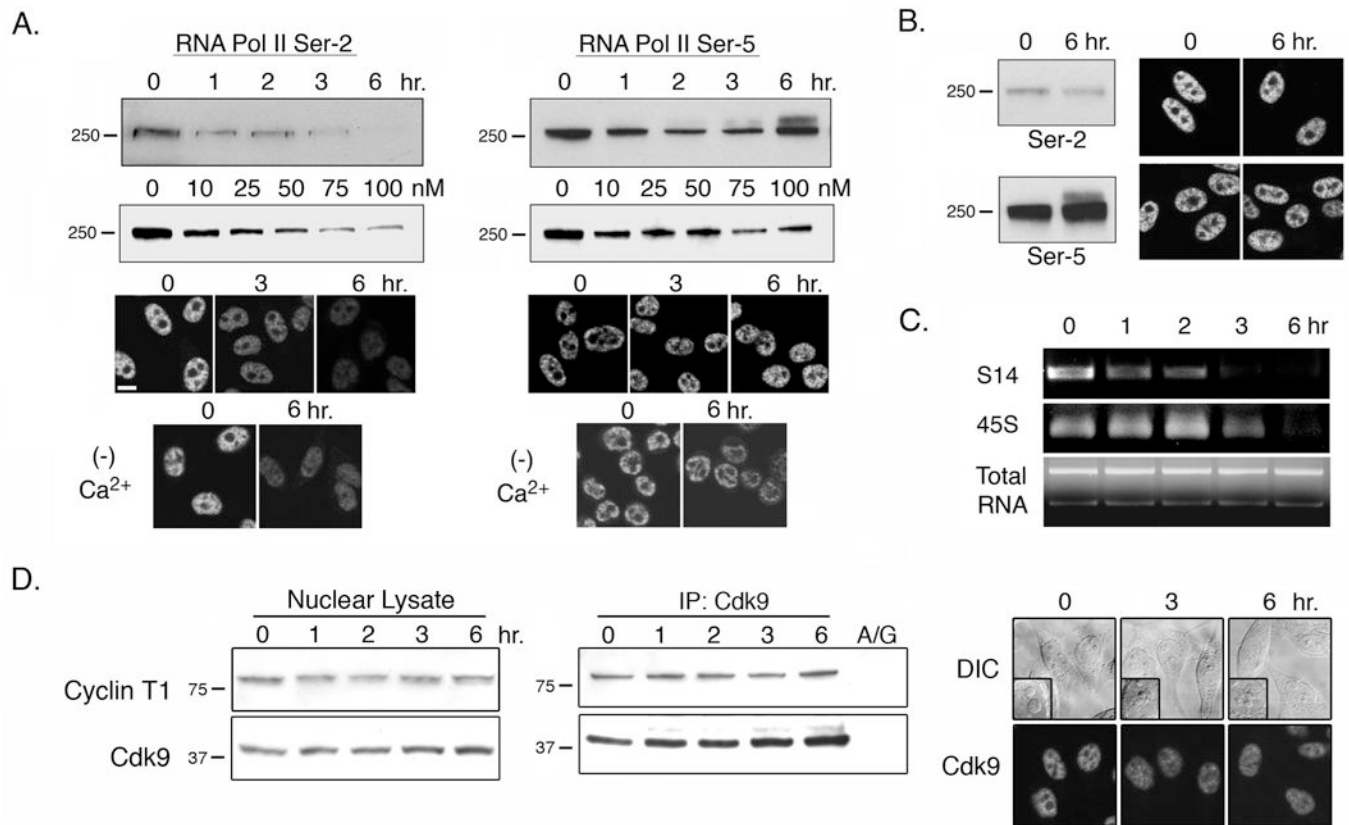 A.
RNA Pol II Ser-2
0 1 2 3 6 hr.
250
0 10 25 50 75 100 nM
250
0 3 6 hr.
0 6 hr.
(-)
Ca²⁺
RNA Pol II Ser-5
0 1 2 3 6 hr.
250
0 10 25 50 75 100 nM
250
0 3 6 hr.
0 6 hr.
(-)
Ca²⁺
B.
0 6 hr.
250
Ser-2
250
Ser-5
0 6 hr.
C.
0 1 2 3 6 hr
S14
45S
Total
RNA
D.
Nuclear Lysate
0 1 2 3 6 hr.
Cyclin T1
75
Cdk9
37
IP: Cdk9
0 1 2 3 6 A/G
75
37
0 3 6 hr.
DIC
Cdk9